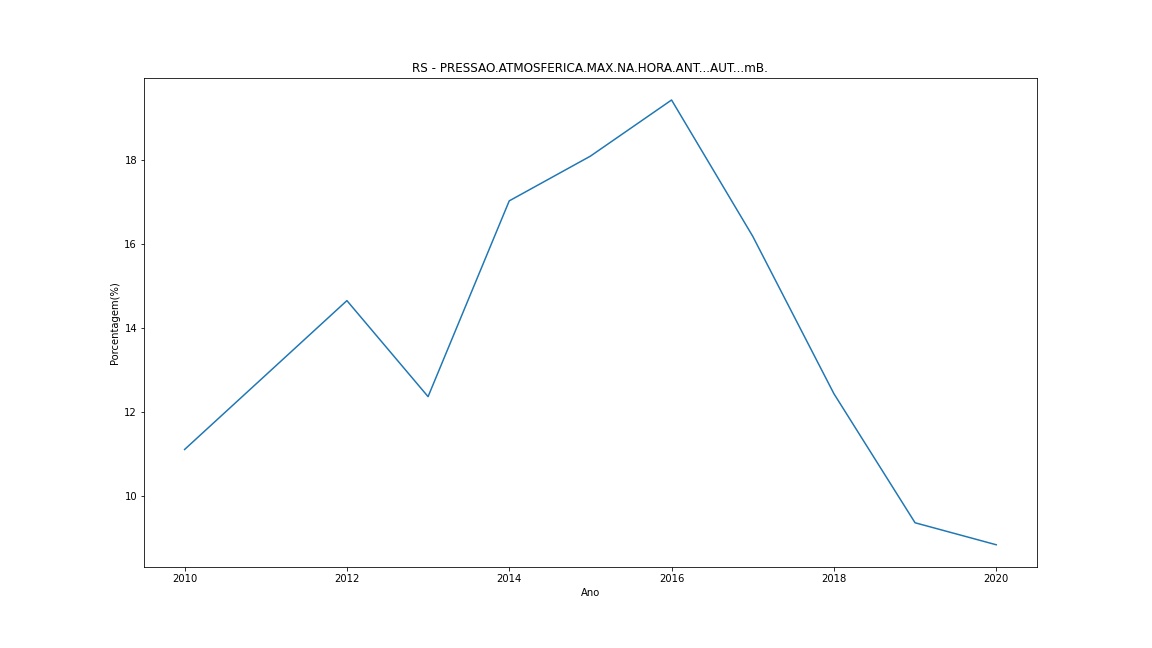 RS - PRESSAO.ATMOSFERICA.MAX.NA.HORA.ANT...AUT...mB.
Porcentagem(%)
18
16
14
12
10
2010 2012 2014 2016 2018 2020
Ano